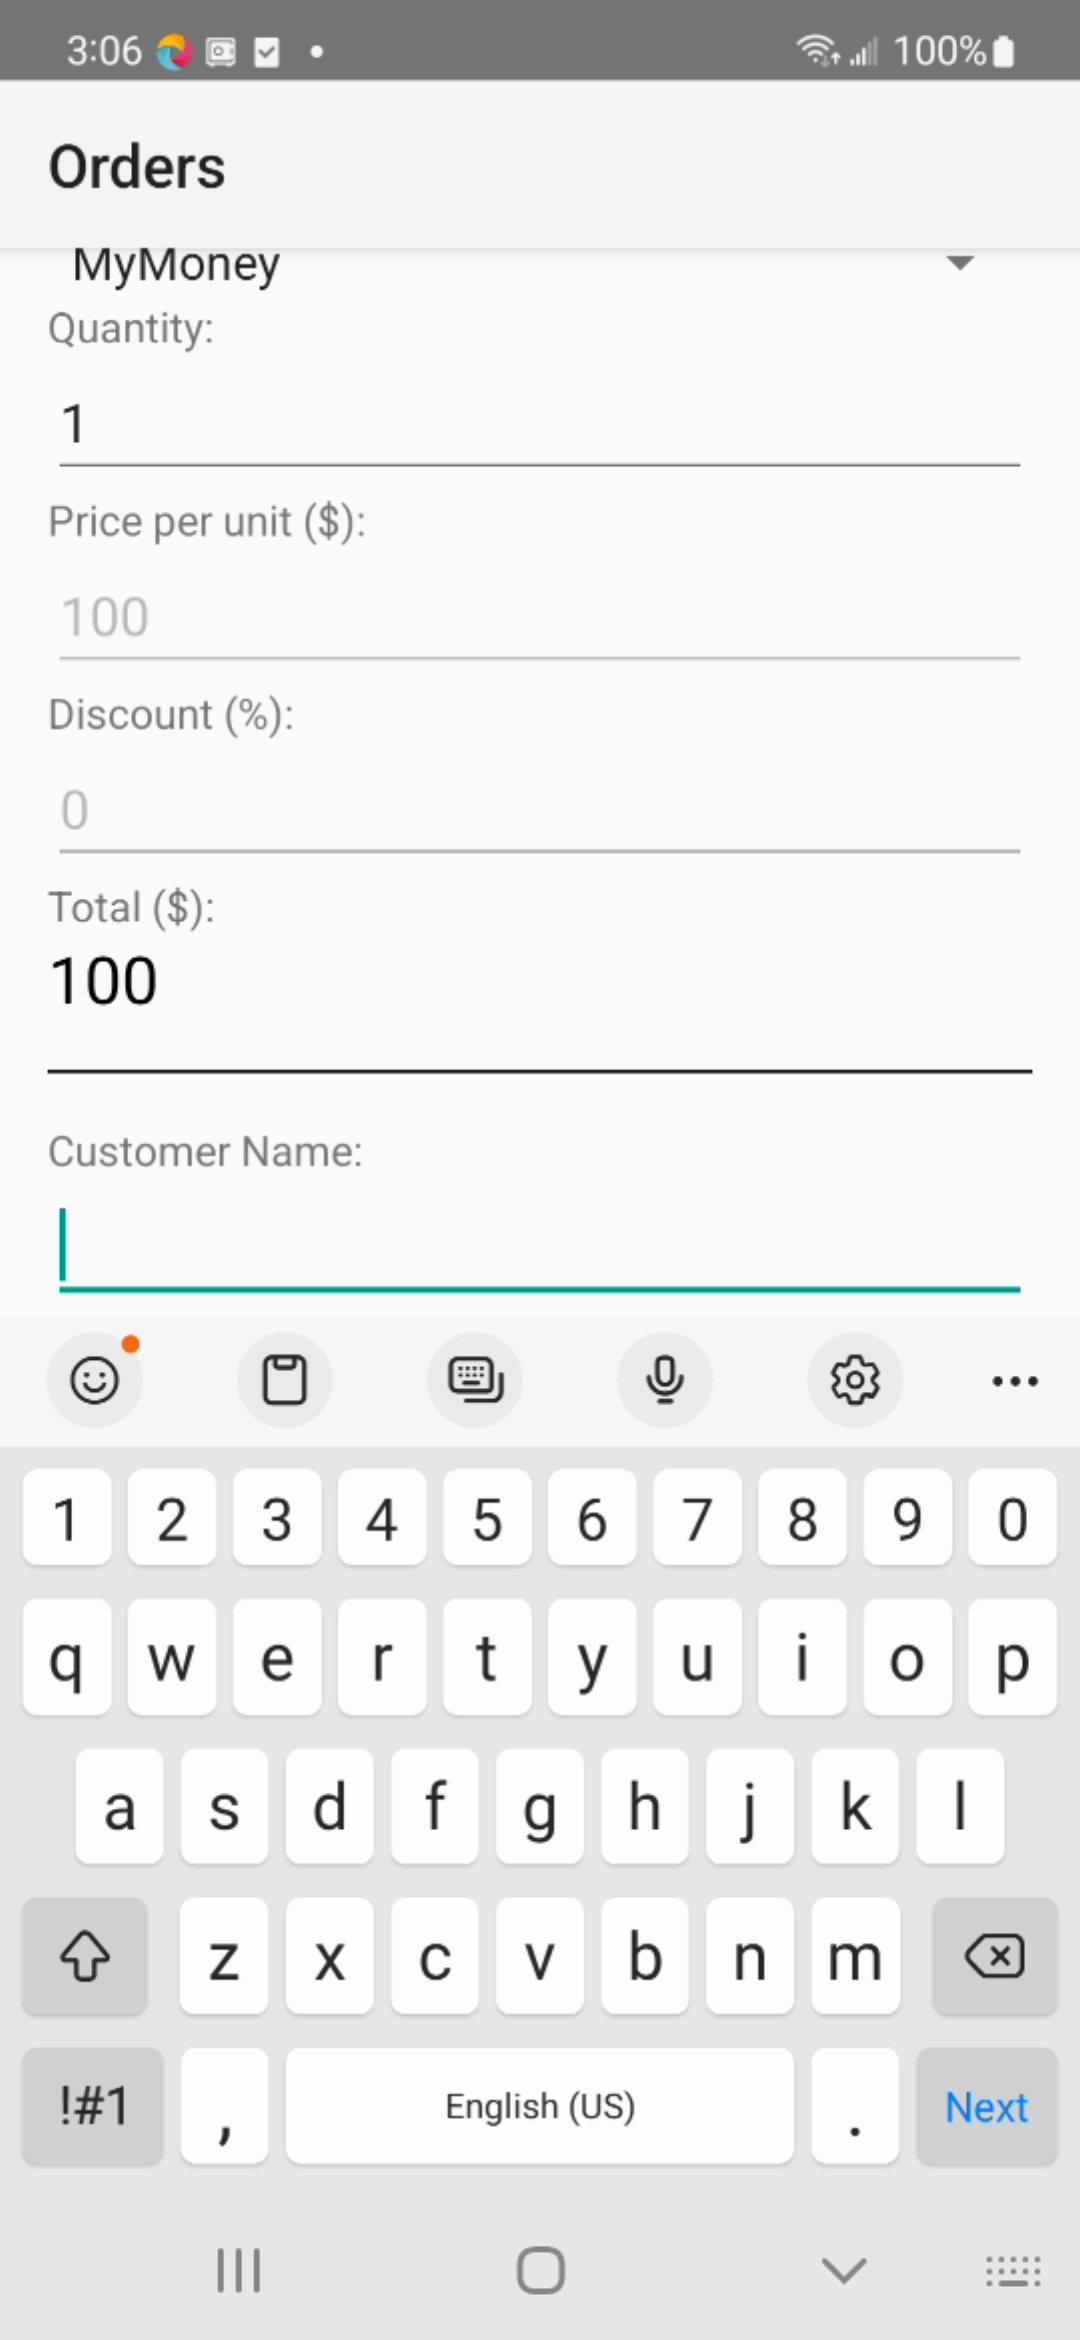 3:06 100%
Orders
MyMoney
Quantity:
1
Price per unit ($):
100
Discount (%):
0
Total ($):
100
Customer Name:
1 2 3 4 5 6 7 8 9 0
q w e r t y u i o p
a s d f g h j k l
z x c v b n m
!#1 , English (US) . Next